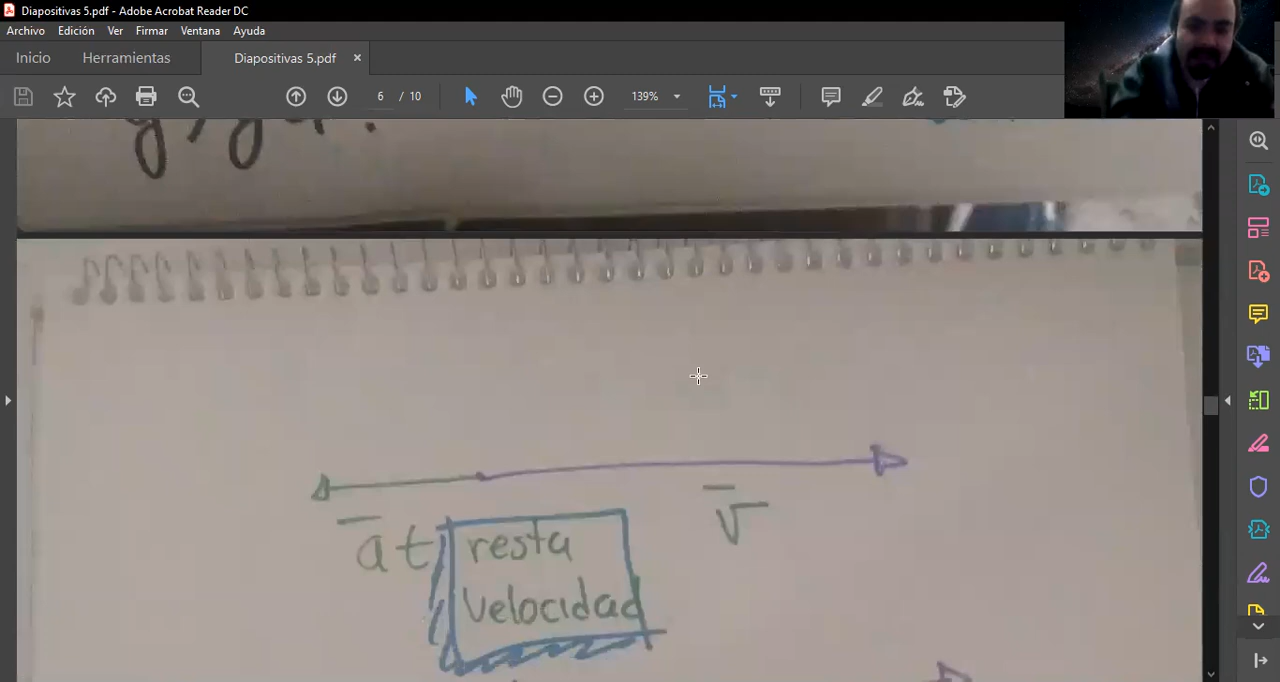 Diapositivas 5.pdf - Adobe Acrobat Reader DC
Archivo Edición Ver Firmar Ventana Ayuda
Inicio Herramientas Diapositivas 5.pdf ×
6 / 10 139%
a t
resta
velocidad
v